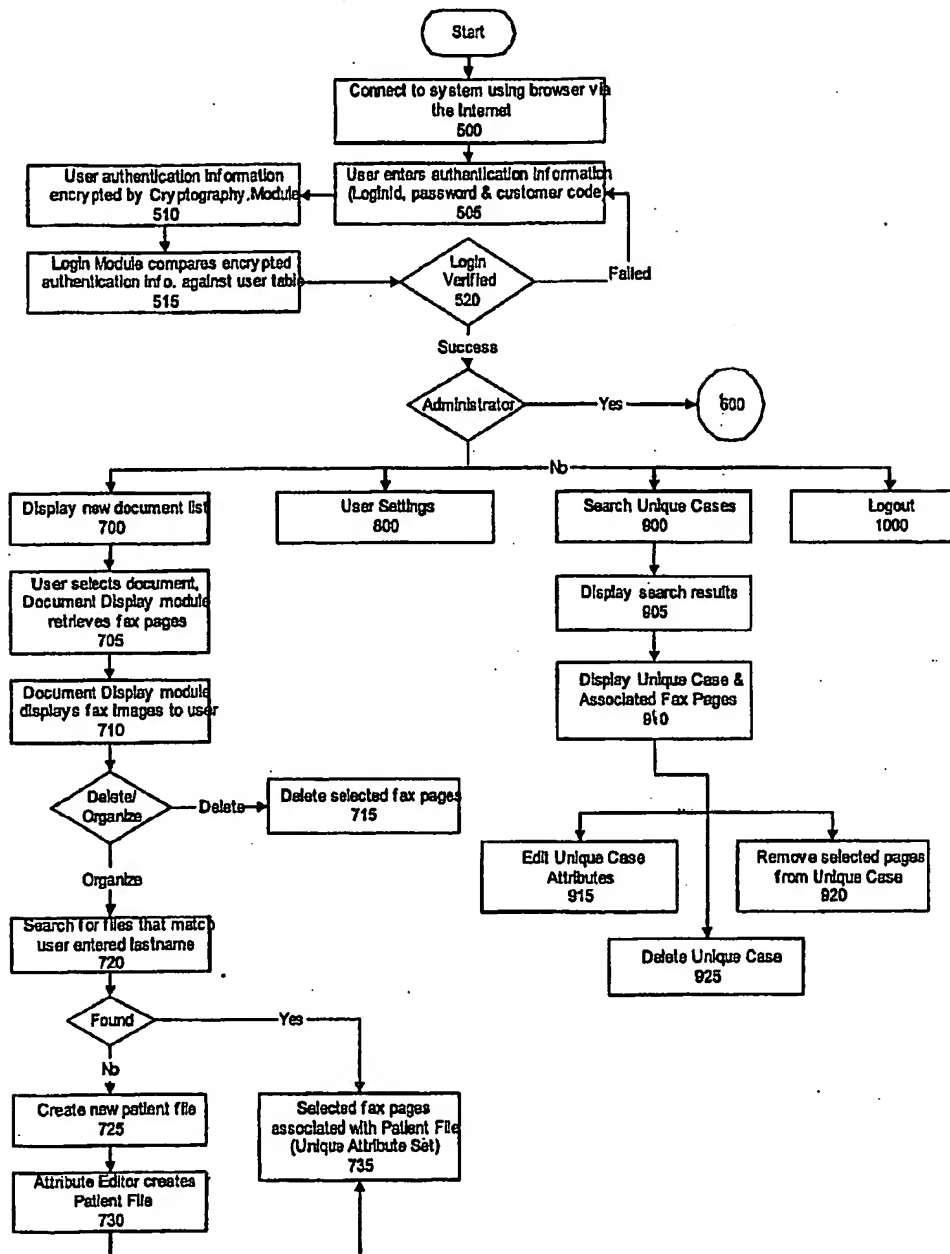 Start
Connect to system using browser via
the Internet
500
User authentication information
encrypted by Cryptography.Module
510
User enters authentication information
(LoginId, password & customer code)
505
Login Module compares encrypted
authentication info. against user table
515
Login
Verified
520
Failed
Success
Administrator
Yes
600
No
Display new document list
700
User Settings
800
Search Unique Cases
900
Logout
1000
User selects document,
Document Display module
retrieves fax pages
705
Display search results
905
Document Display module
displays fax images to user
710
Display Unique Case &
Associated Fax Pages
910
Delete/
Organize
Delete
Delete selected fax pages
715
Organize
Edit Unique Case
Attributes
915
Remove selected pages
from Unique Case
920
Search for files that match
user entered lastname
720
Delete Unique Case
925
Found
Yes
No
Create new patient file
725
Selected fax pages
associated with Patient File
(Unique Attribute Set)
735
Attribute Editor creates
Patient File
730